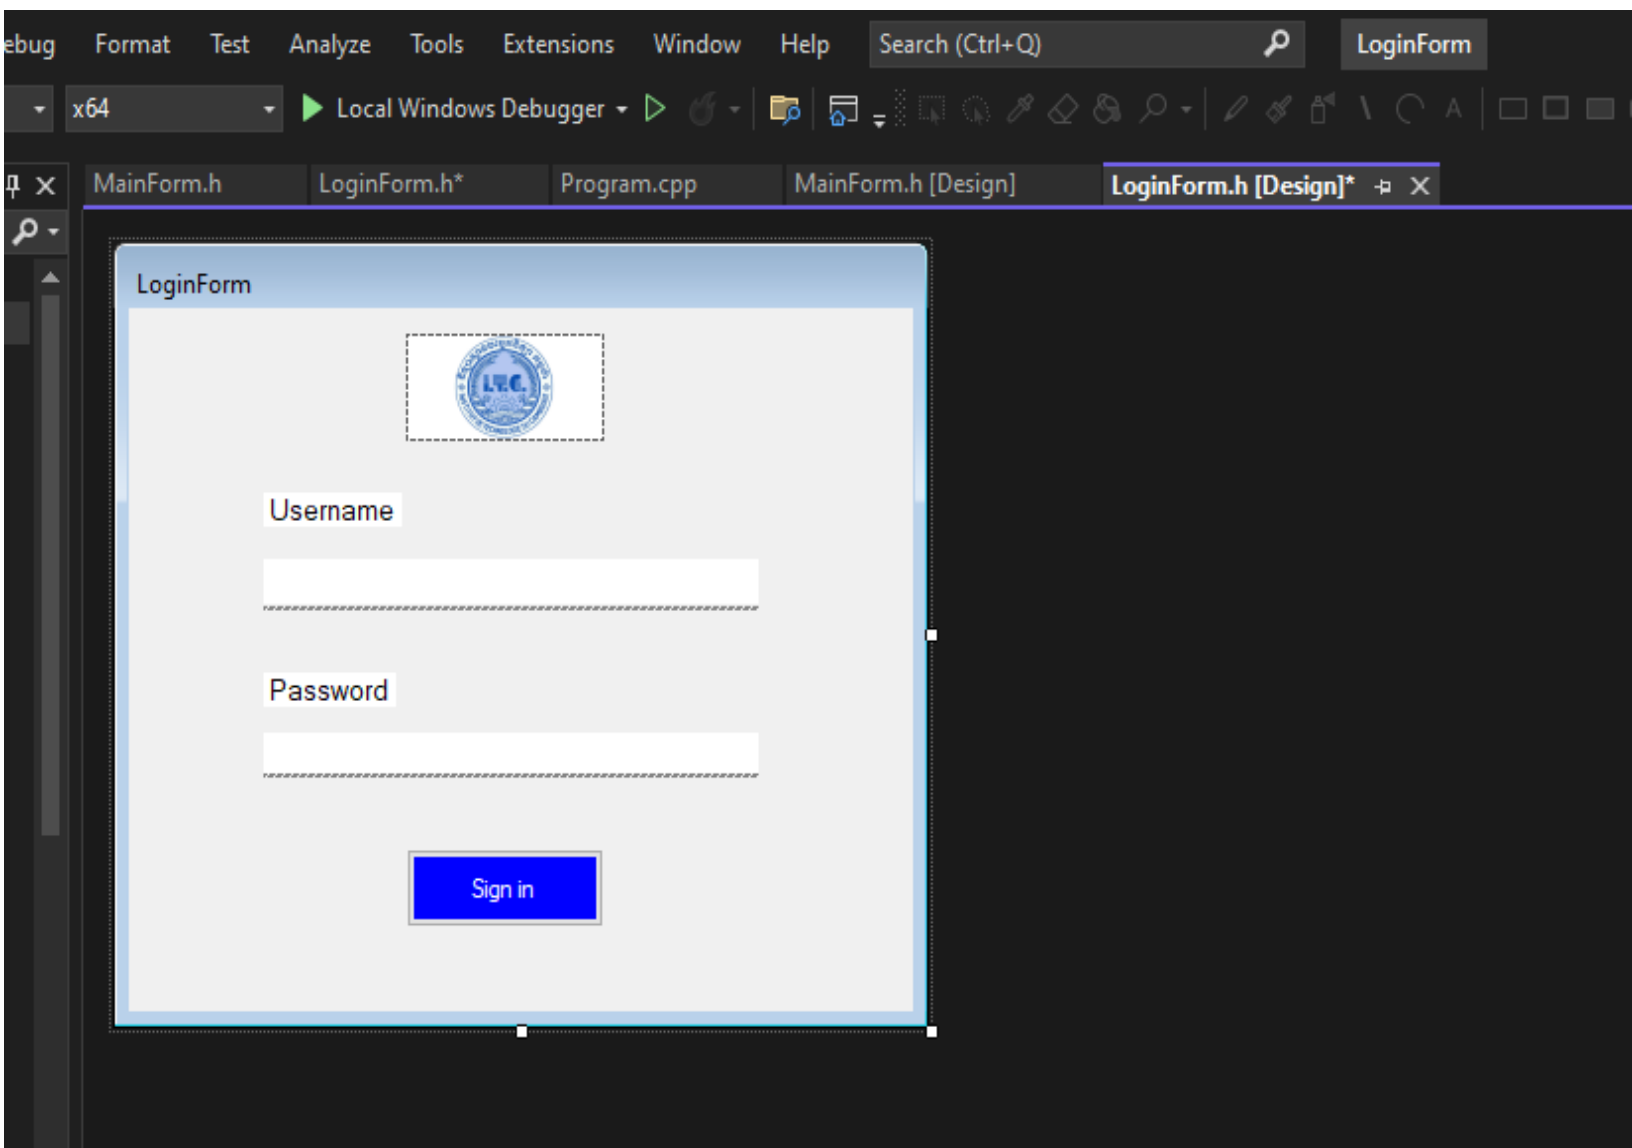 ebug Format Test Analyze Tools Extensions Window Help Search (Ctrl+Q) LoginForm
x64 Local Windows Debugger
MainForm.h LoginForm.h* Program.cpp MainForm.h [Design] LoginForm.h [Design]*
LoginForm
Username
Password
Sign in